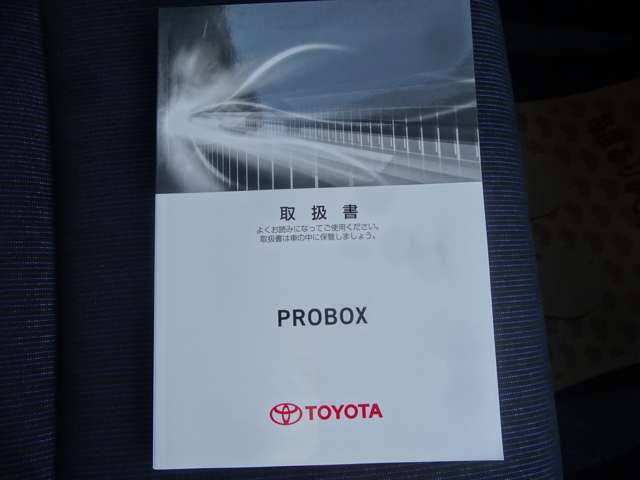 取扱書
よくお読みになってご使用ください。
取扱書は車の中に保管しましょう。
PROBOX
TOYOTA